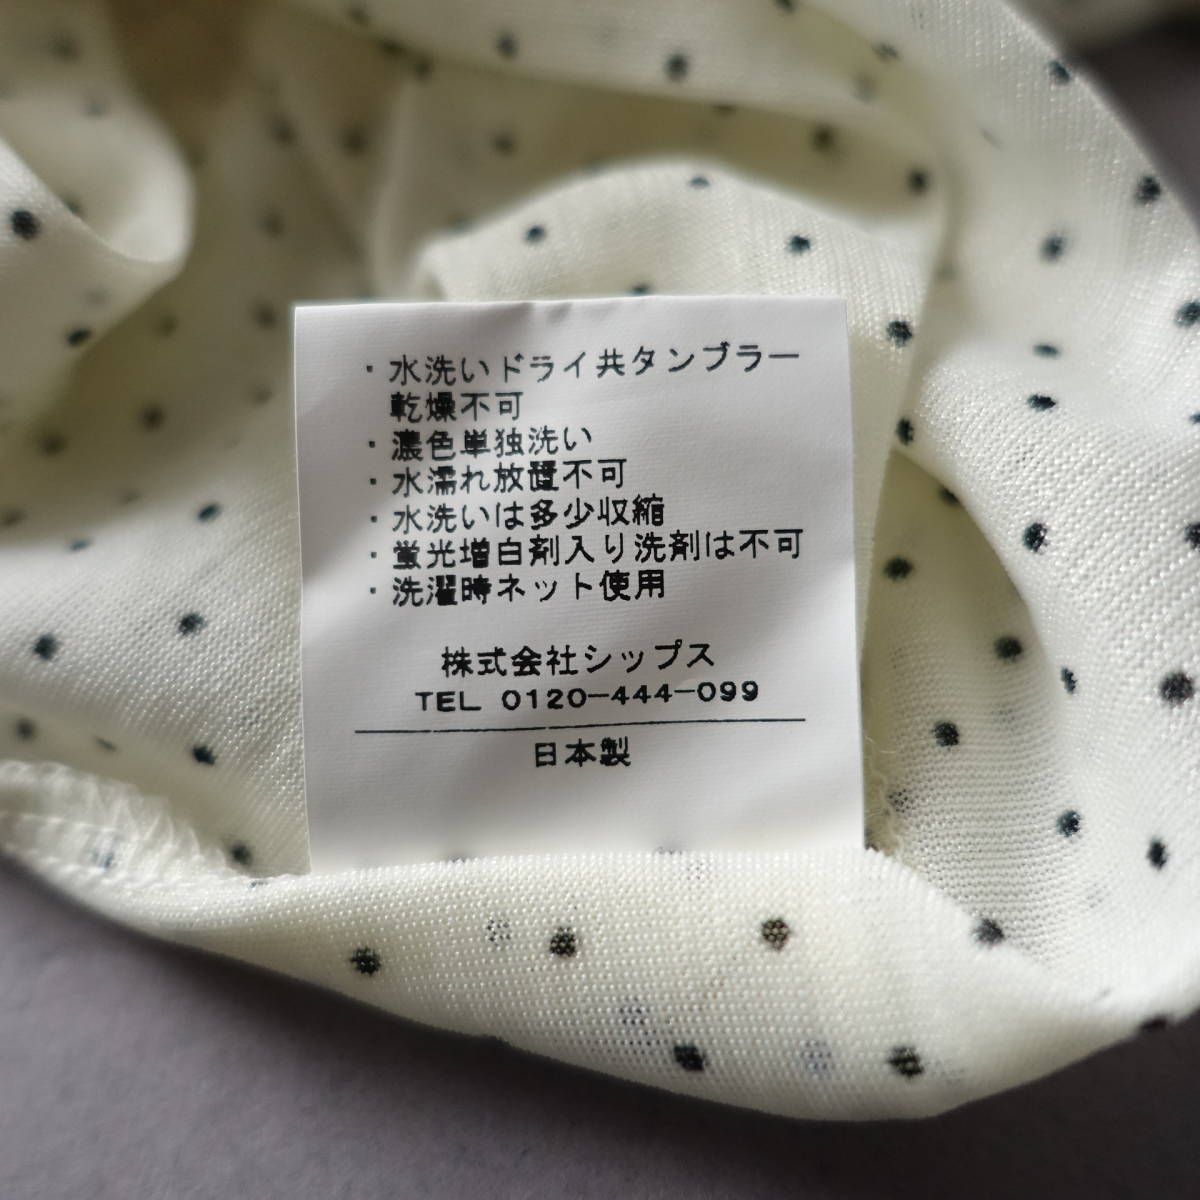 ・水洗いドライ共タンブラー
乾燥不可
・濃色単独洗い
・水濡れ放置不可
・水洗いは多少収縮
・蛍光増白剤入り洗剤は不可
・洗濯時ネット使用
株式会社シップス
TEL 0120-444-099
日本製